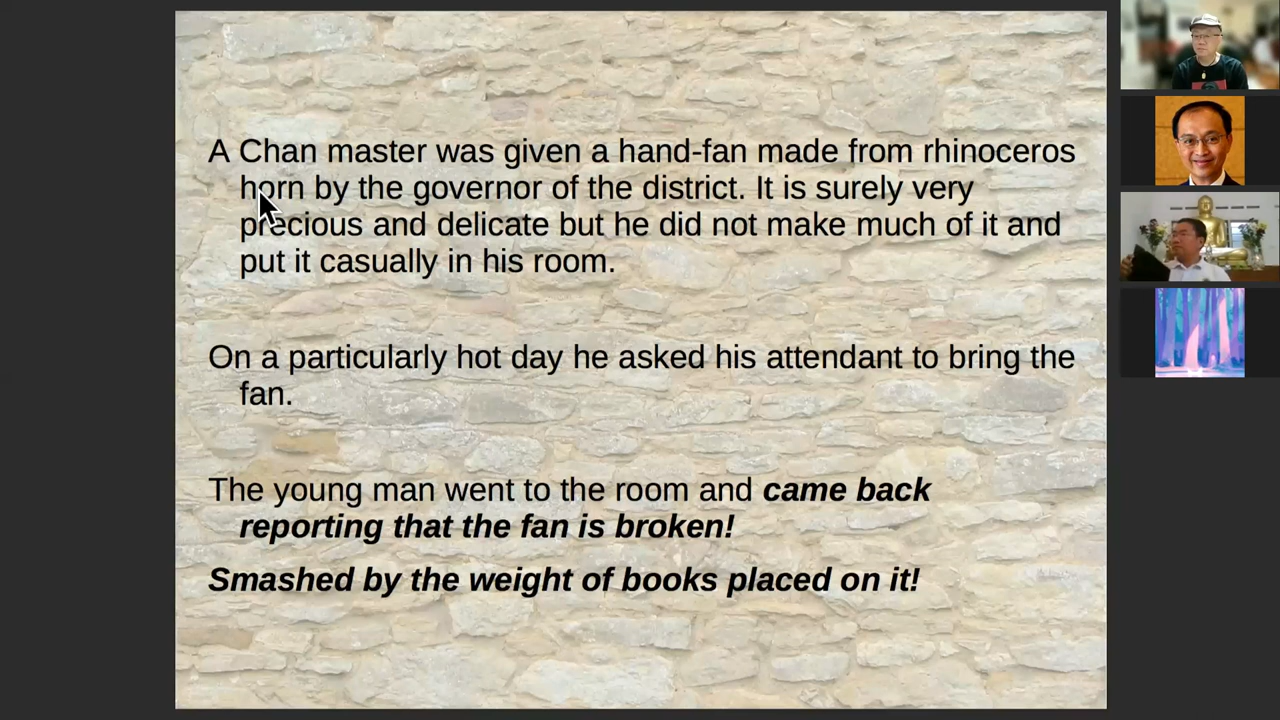 A Chan master was given a hand-fan made from rhinoceros
horn by the governor of the district. It is surely very
precious and delicate but he did not make much of it and
put it casually in his room.
On a particularly hot day he asked his attendant to bring the
fan.
The young man went to the room and came back
reporting that the fan is broken!
Smashed by the weight of books placed on it!